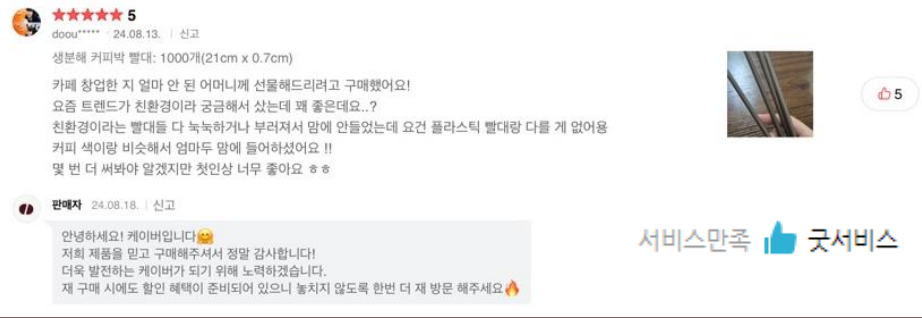 ★★★★★ 5
doou***** · 24.08.13. | 신고
생분해 커피박 빨대: 1000개(21cm x 0.7cm)
카페 창업한 지 얼마 안 된 어머니께 선물해드리려고 구매했어요!
요즘 트렌드가 친환경이라 궁금해서 샀는데 꽤 좋은데요..?
친환경이라는 빨대들 다 눅눅하거나 부러져서 맘에 안들었는데 요건 플라스틱 빨대랑 다를 게 없어용
커피 색이랑 비슷해서 엄마두 맘에 들어하셨어요 !!
몇 번 더 써봐야 알겠지만 첫인상 너무 좋아요 ㅎㅎ
5
판매자 24.08.18. | 신고
안녕하세요! 케이버입니다🤗
저희 제품을 믿고 구매해주셔서 정말 감사합니다!
더욱 발전하는 케이버가 되기 위해 노력하겠습니다.
재 구매 시에도 할인 혜택이 준비되어 있으니 놓치지 않도록 한번 더 재 방문 해주세요🔥
서비스만족 굿서비스